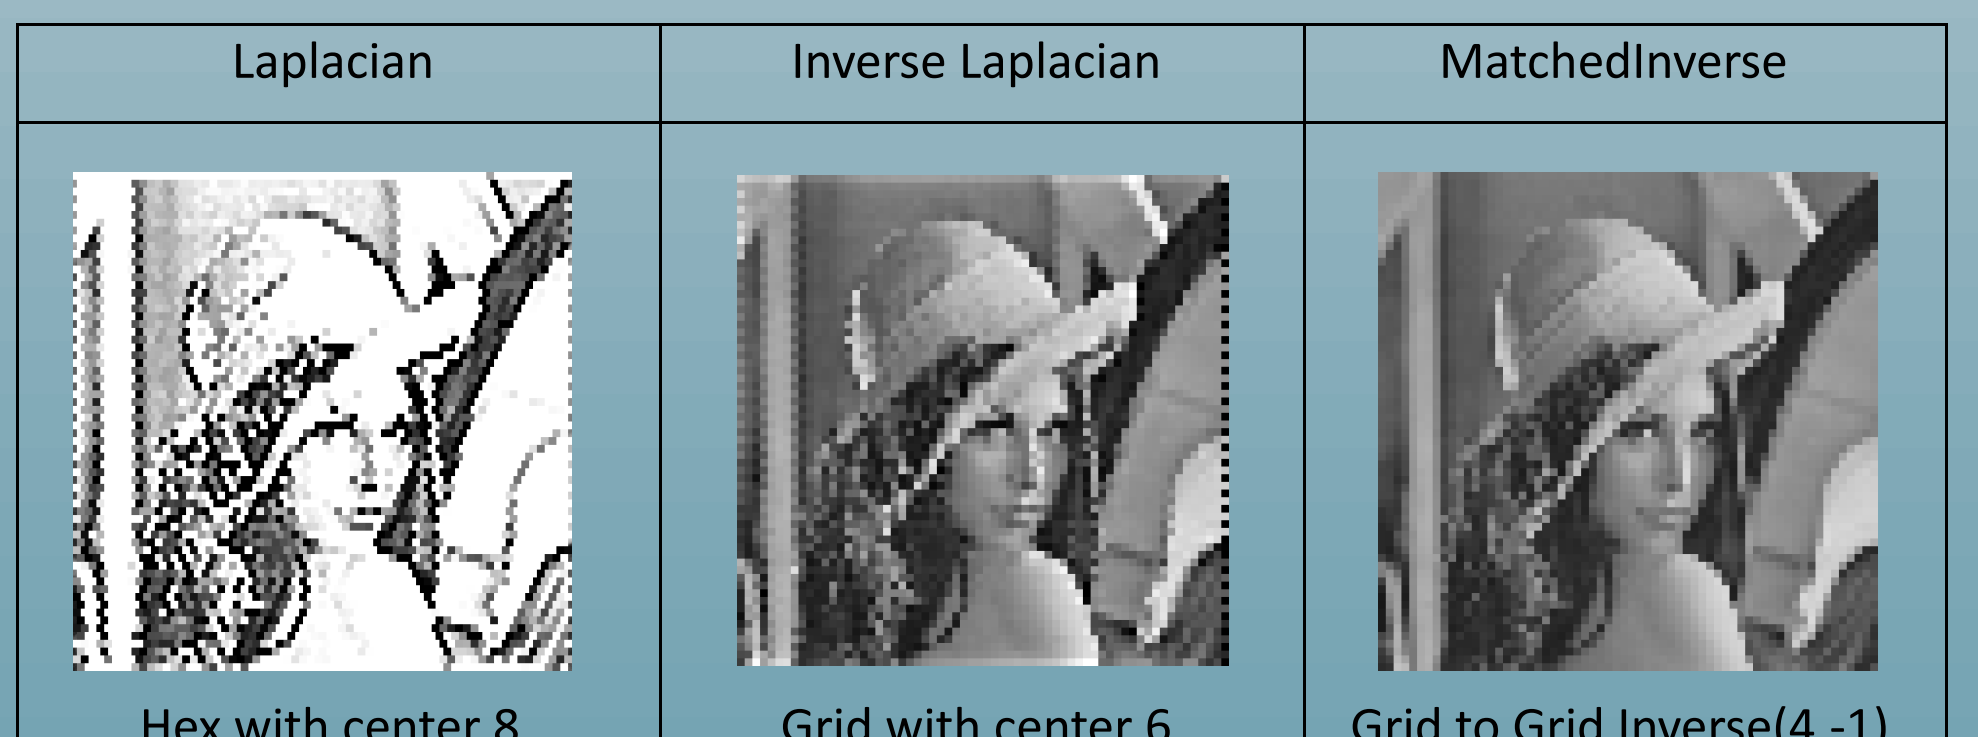 Laplacian
Inverse Laplacian
MatchedInverse
Hex with center 8
Grid with center 6
Grid to Grid Inverse(4,-1)